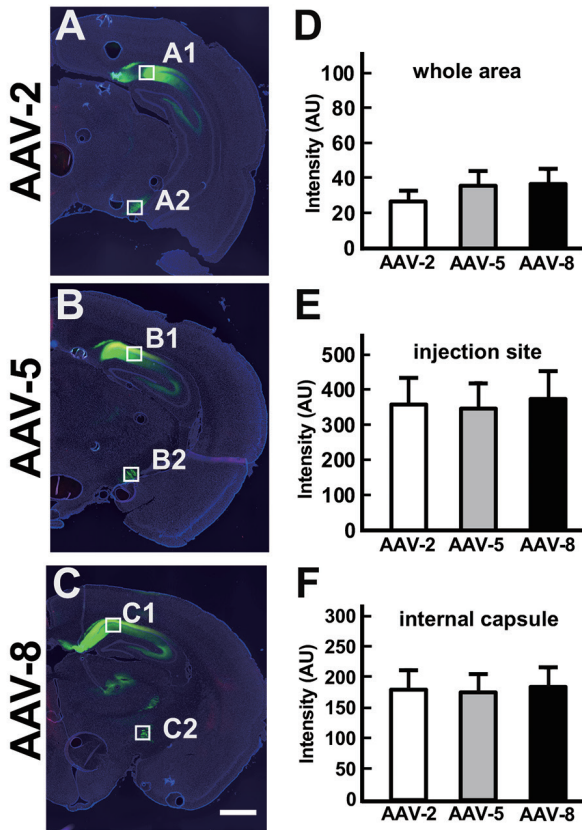 AAV-2
A
A1
A2
AAV-5
B
B1
B2
AAV-8
C
C1
C2
D
whole area
Intensity (AU)
100
80
60
40
20
0
AAV-2 AAV-5 AAV-8
E
injection site
Intensity (AU)
500
400
300
200
100
0
AAV-2 AAV-5 AAV-8
F
internal capsule
Intensity (AU)
300
250
200
150
100
50
0
AAV-2 AAV-5 AAV-8